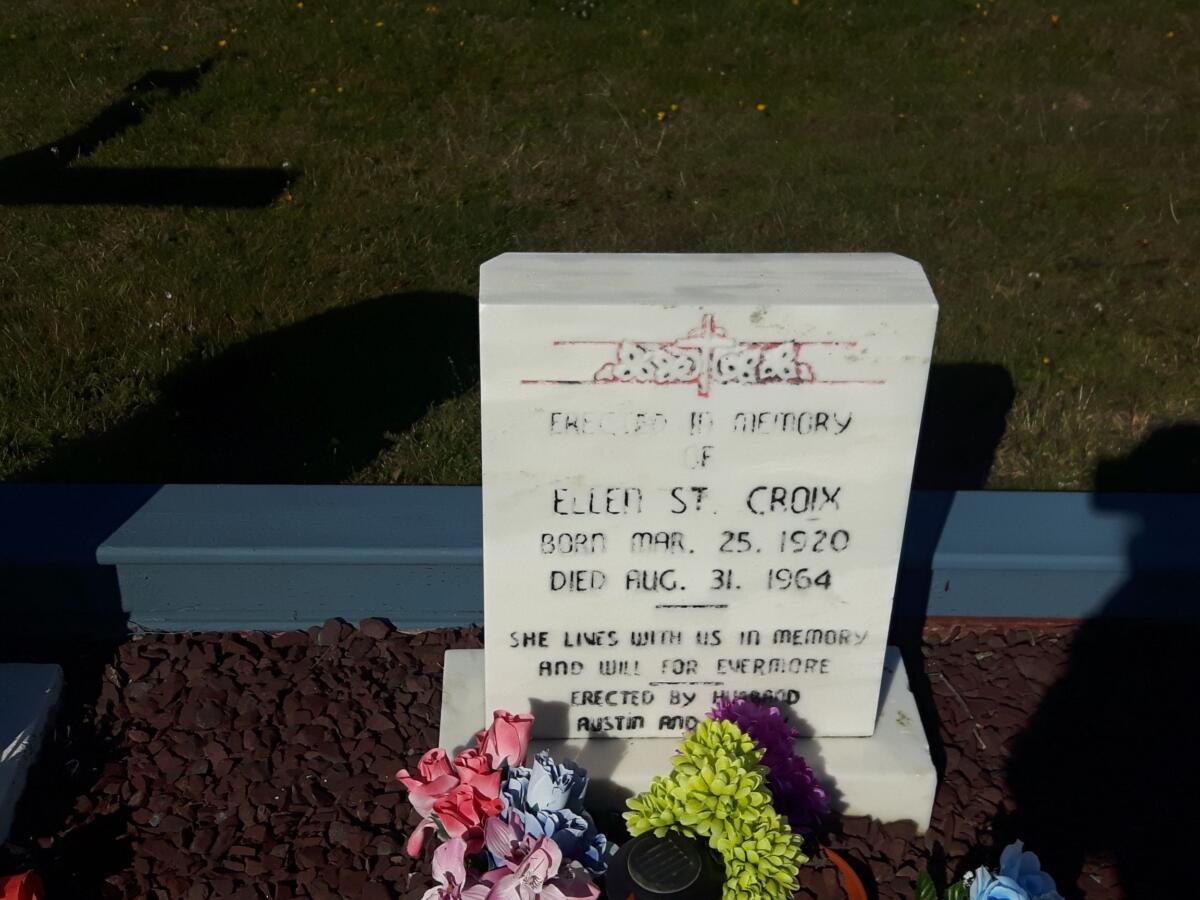 ERECTED IN MEMORY
OF
ELLEN ST. CROIX
BORN MAR. 25. 1920
DIED AUG. 31. 1964
SHE LIVES WITH US IN MEMORY
AND WILL FOR EVERMORE
ERECTED BY HUSBAND
AUSTIN AND